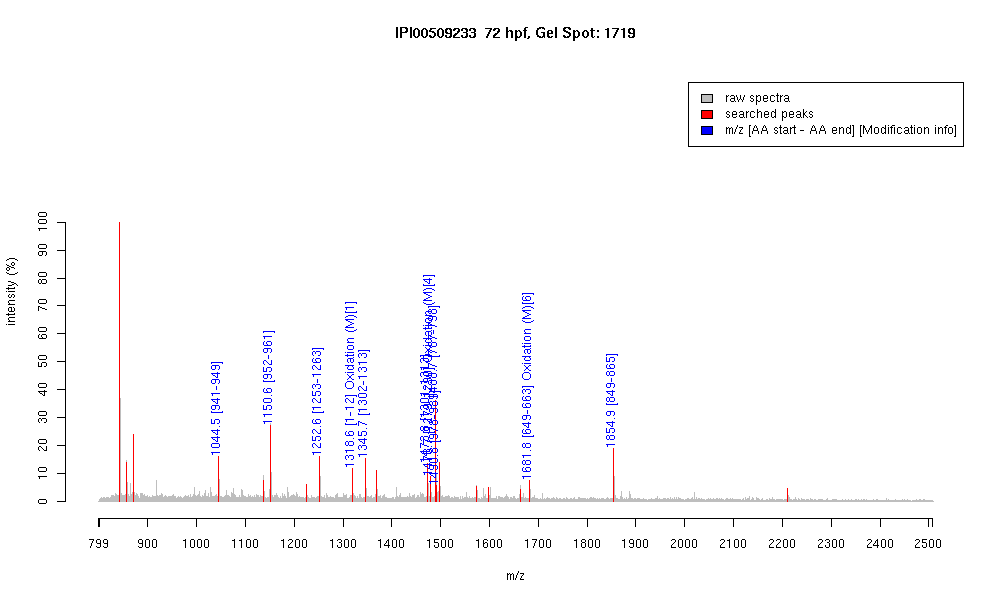 IPI00509233 72 hpf, Gel Spot: 1719
raw spectra
searched peaks
m/z [AA start - AA end] [Modification info]
intensity (%)
100
90
80
70
60
50
40
30
20
10
0
1044.5 [941-949]
1150.6 [952-961]
1252.6 [1253-1263]
1318.6 [1-12] Oxidation (M)[1]
1345.7 [1302-1313]
Oxidation (M)[4]
1681.8 [649-663] Oxidation (M)[6]
1854.9 [849-865]
799 900 1000 1100 1200 1300 1400 1500 1600 1700 1800 1900 2000 2100 2200 2300 2400 2500
m/z